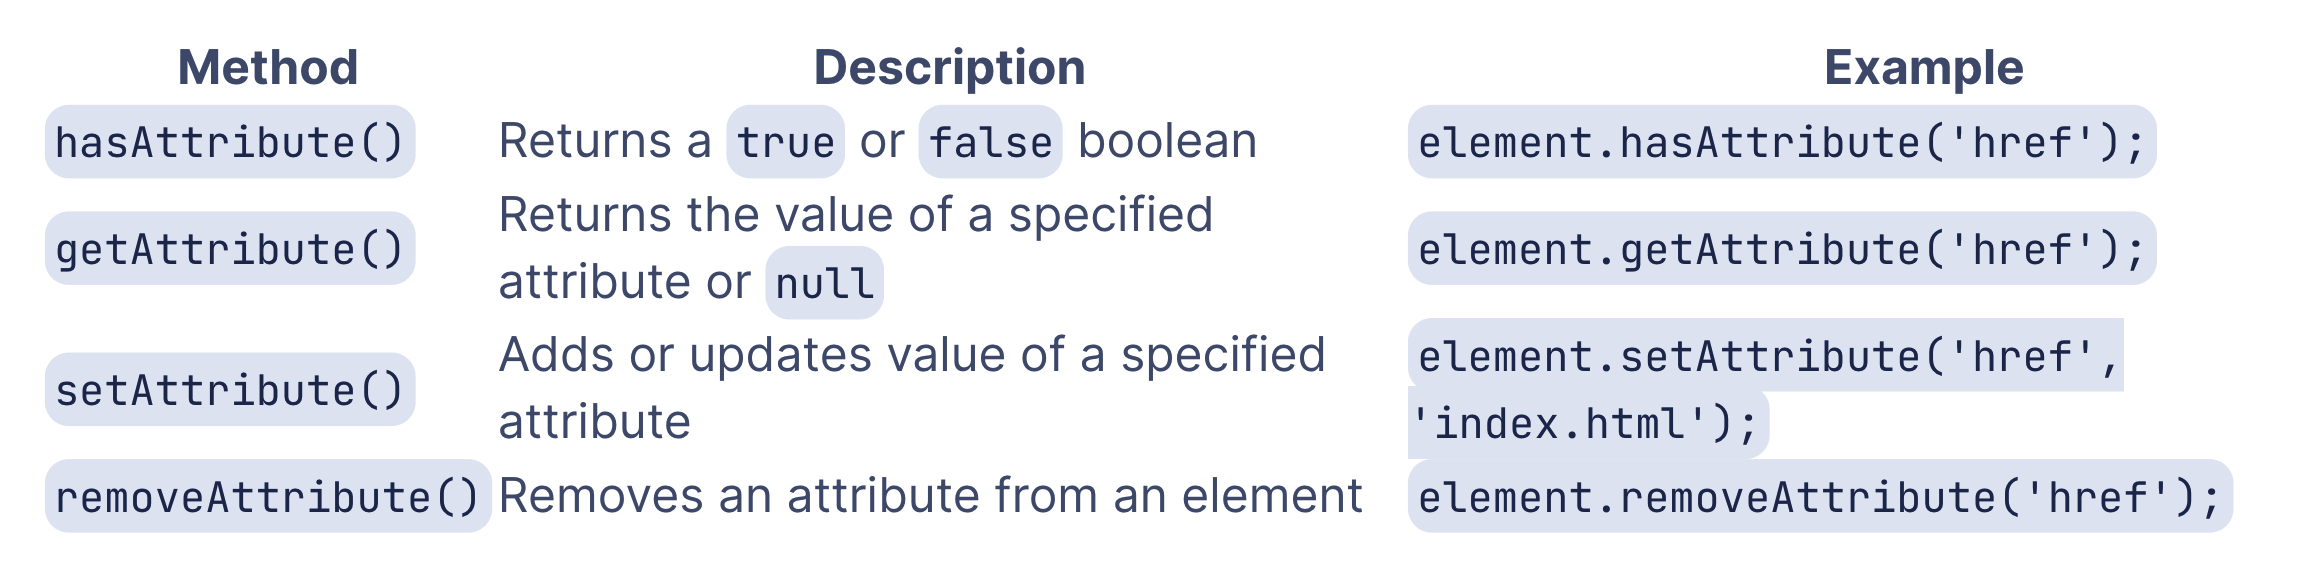 Method Description Example
hasAttribute() Returns a true or false boolean element.hasAttribute('href');
getAttribute() Returns the value of a specified
attribute or null element.getAttribute('href');
setAttribute() Adds or updates value of a specified
attribute element.setAttribute('href',
'index.html');
removeAttribute() Removes an attribute from an element element.removeAttribute('href');